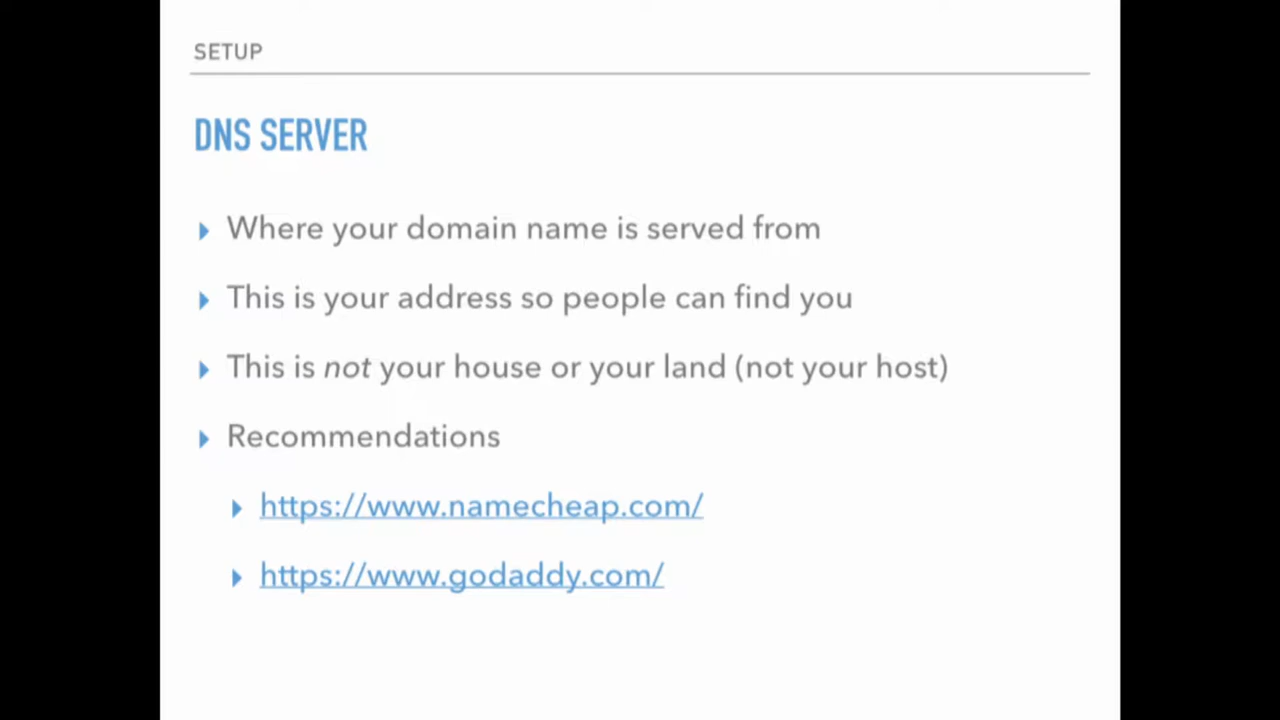 SETUP
DNS SERVER
Where your domain name is served from
This is your address so people can find you
This is not your house or your land (not your host)
Recommendations
https://www.namecheap.com/
https://www.godaddy.com/